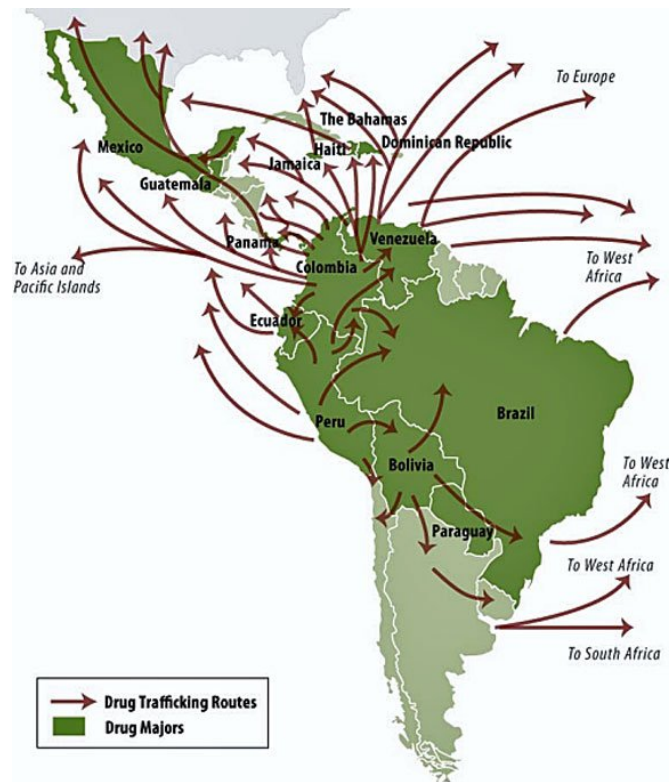 To Europe
The Bahamas
Dominican Republic
Haiti
Mexico
Jamaica
Guatemala
Panama
Venezuela
To West
Africa
Colombia
To Asia and
Pacific Islands
Ecuador
Peru
Brazil
Bolivia
To West
Africa
Paraguay
To West Africa
To South Africa
Drug Trafficking Routes
Drug Majors